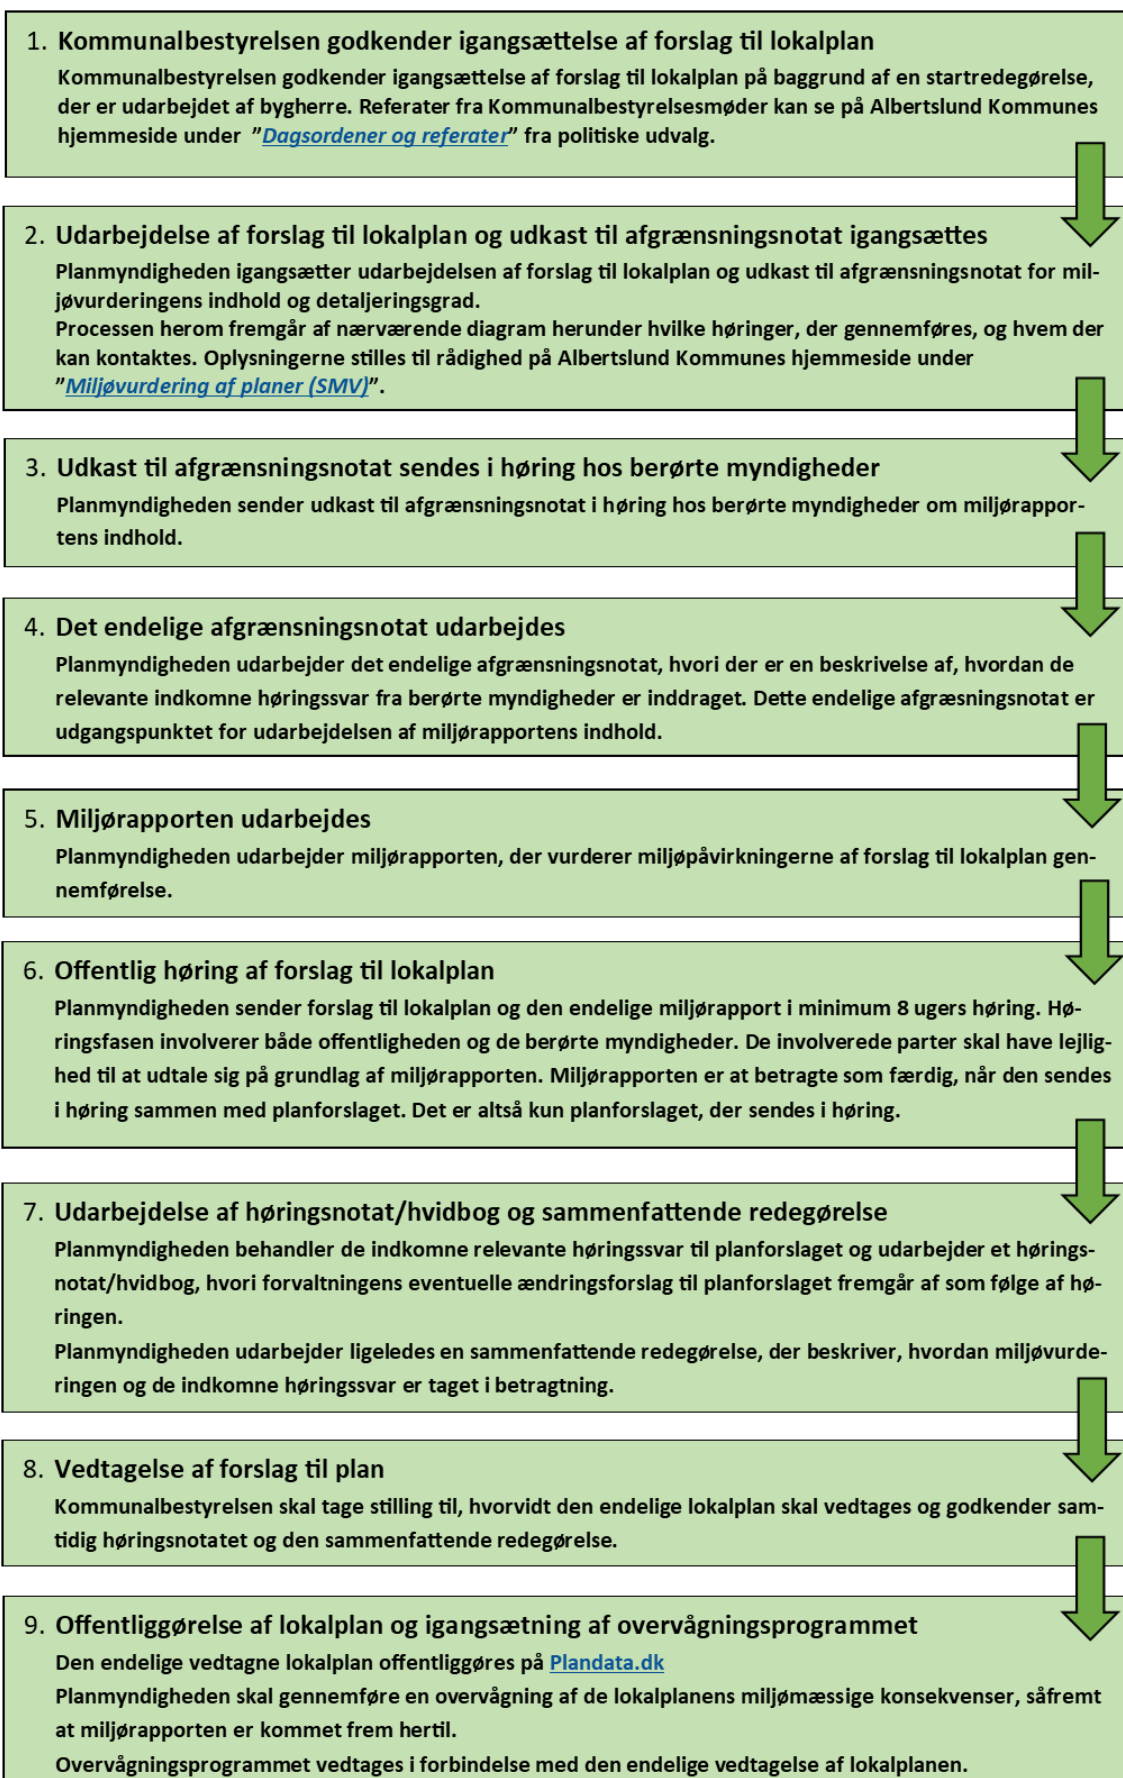 1. Kommunalbestyrelsen godkender igangsættelse af forslag til lokalplan
Kommunalbestyrelsen godkender igangsættelse af forslag til lokalplan på baggrund af en startredegørelse,
der er udarbejdet af bygherre. Referater fra Kommunalbestyrelsesmøder kan se på Albertslund Kommunes
hjemmeside under "Dagsordener og referater" fra politiske udvalg.
2. Udarbejdelse af forslag til lokalplan og udkast til afgrænsningsnotat igangsættes
Planmyndigheden igangsætter udarbejdelsen af forslag til lokalplan og udkast til afgrænsningsnotat for mil-
jøvurderingens indhold og detaljeringsgrad.
Processen herom fremgår af nærværende diagram herunder hvilke høringer, der gennemføres, og hvem der
kan kontaktes. Oplysningerne stilles til rådighed på Albertslund Kommunes hjemmeside under
"Miljøvurdering af planer (SMV)".
3. Udkast til afgrænsningsnotat sendes i høring hos berørte myndigheder
Planmyndigheden sender udkast til afgrænsningsnotat i høring hos berørte myndigheder om miljørappor-
tens indhold.
4. Det endelige afgrænsningsnotat udarbejdes
Planmyndigheden udarbejder det endelige afgrænsningsnotat, hvori der er en beskrivelse af, hvordan de
relevante indkomne høringssvar fra berørte myndigheder er inddraget. Dette endelige afgræsningsnotat er
udgangspunktet for udarbejdelsen af miljørapportens indhold.
5. Miljørapporten udarbejdes
Planmyndigheden udarbejder miljørapporten, der vurderer miljøpåvirkningerne af forslag til lokalplan gen-
nemførelse.
6. Offentlig høring af forslag til lokalplan
Planmyndigheden sender forslag til lokalplan og den endelige miljørapport i minimum 8 ugers høring. Hø-
ringsfasen involverer både offentligheden og de berørte myndigheder. De involverede parter skal have lejlig-
hed til at udtale sig på grundlag af miljørapporten. Miljørapporten er at betragte som færdig, når den sendes
i høring sammen med planforslaget. Det er altså kun planforslaget, der sendes i høring.
7. Udarbejdelse af høringsnotat/hvidbog og sammenfattende redegørelse
Planmyndigheden behandler de indkomne relevante høringssvar til planforslaget og udarbejder et hørings-
notat/hvidbog, hvori forvaltningens eventuelle ændringsforslag til planforslaget fremgår af som følge af hø-
ringen.
Planmyndigheden udarbejder ligeledes en sammenfattende redegørelse, der beskriver, hvordan miljøvurde-
ringen og de indkomne høringssvar er taget i betragtning.
8. Vedtagelse af forslag til plan
Kommunalbestyrelsen skal tage stilling til, hvorvidt den endelige lokalplan skal vedtages og godkender sam-
tidig høringsnotatet og den sammenfattende redegørelse.
9. Offentliggørelse af lokalplan og igangsætning af overvågningsprogrammet
Den endelige vedtagne lokalplan offentliggøres på Plandata.dk
Planmyndigheden skal gennemføre en overvågning af de lokalplanens miljømæssige konsekvenser, såfremt
at miljørapporten er kommet frem hertil.
Overvågningsprogrammet vedtages i forbindelse med den endelige vedtagelse af lokalplanen.